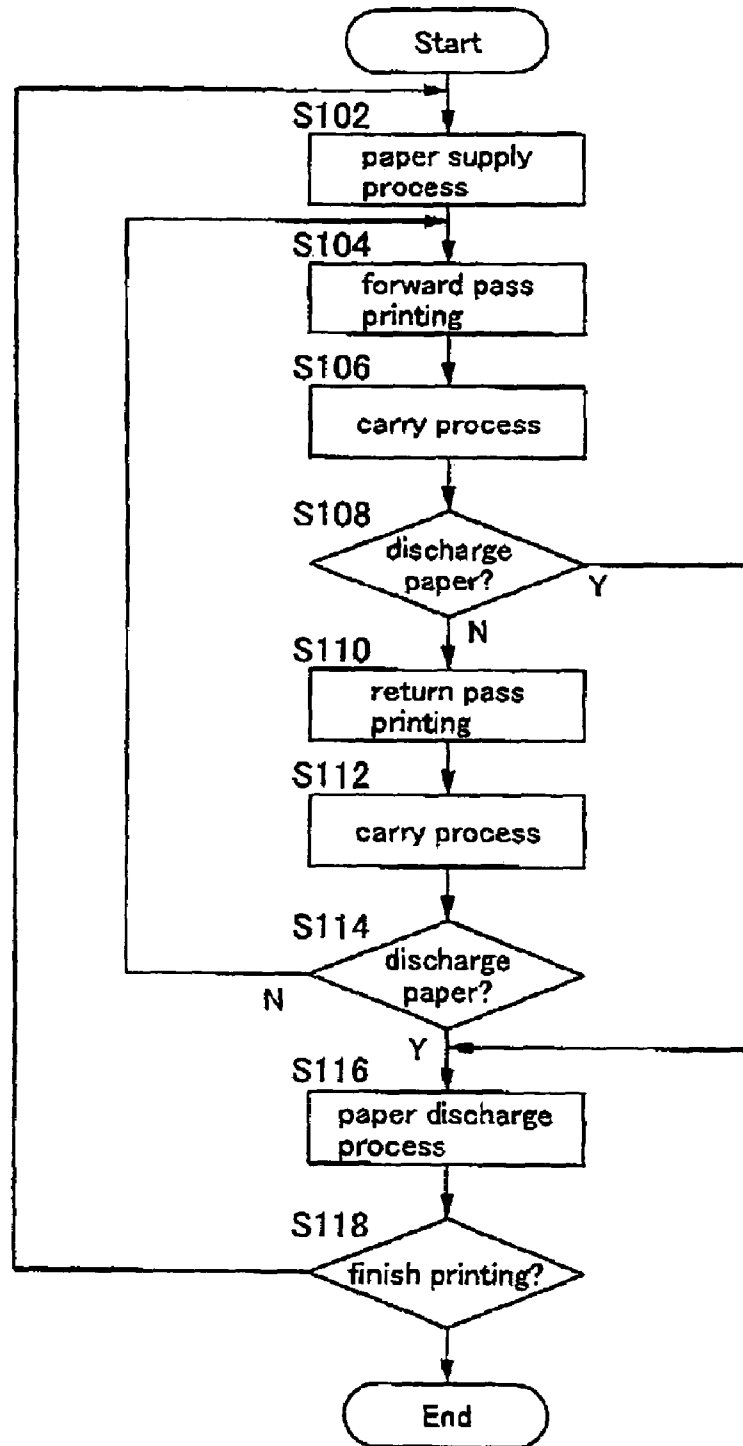 Start
S102
paper supply
process
S104
forward pass
printing
S106
carry process
S108
discharge
paper?
Y
N
S110
return pass
printing
S112
carry process
S114
discharge
paper?
N
Y
S116
paper discharge
process
S118
finish printing?
End